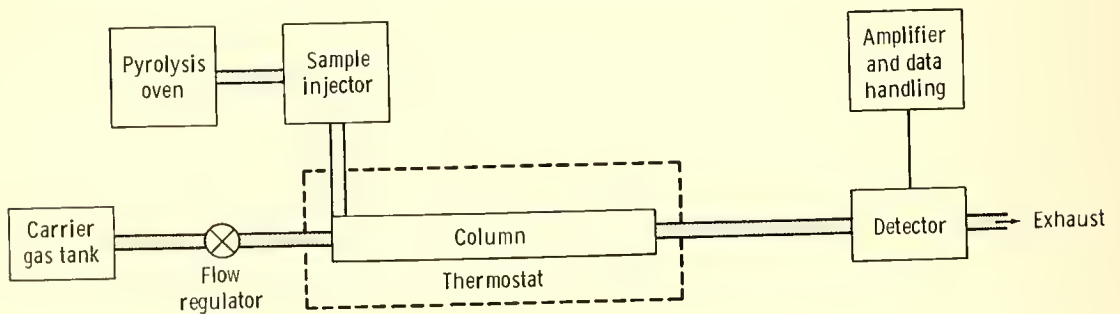 Pyrolysis
oven
Sample
injector
Amplifier
and data
handling
Carrier
gas tank
Flow
regulator
Column
Thermostat
Detector
Exhaust